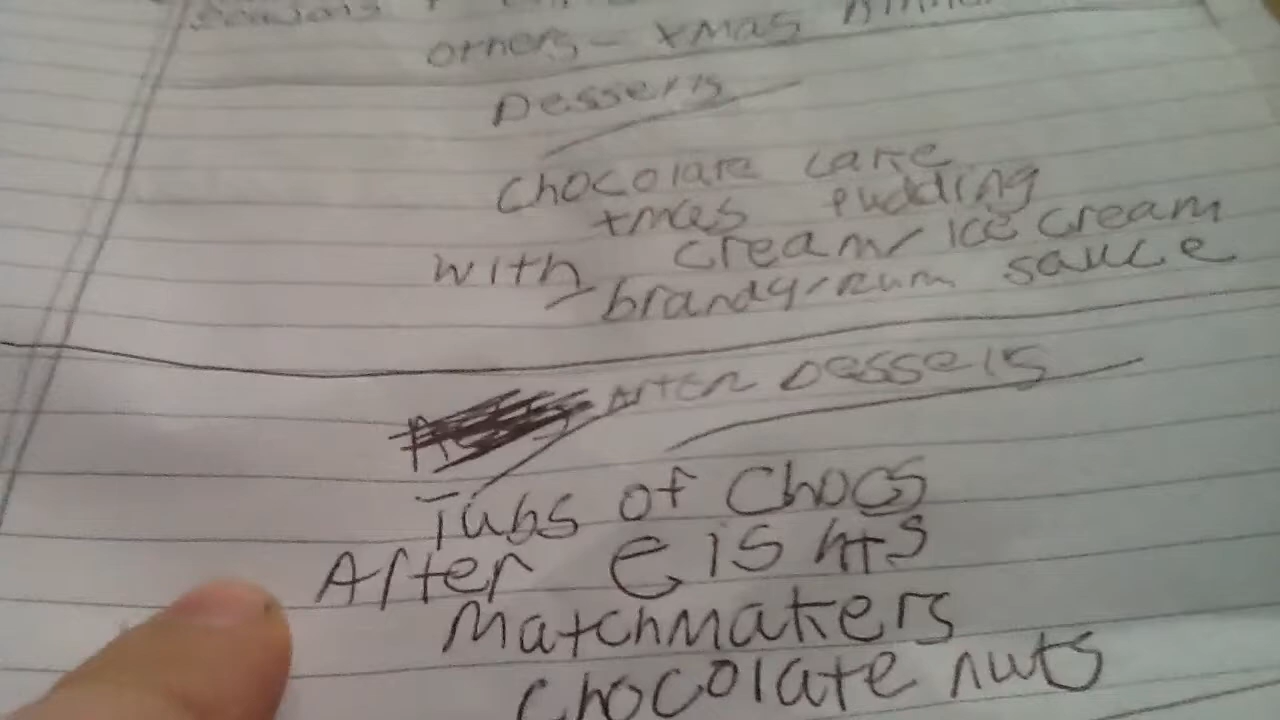 others - xmas
Desserts
chocolate cake
xmas pudding
with cream/ice cream
brandy/rum sauce
After Desserts
Tubs of Chocs
After eishts
Matchmakers
chocolate nuts